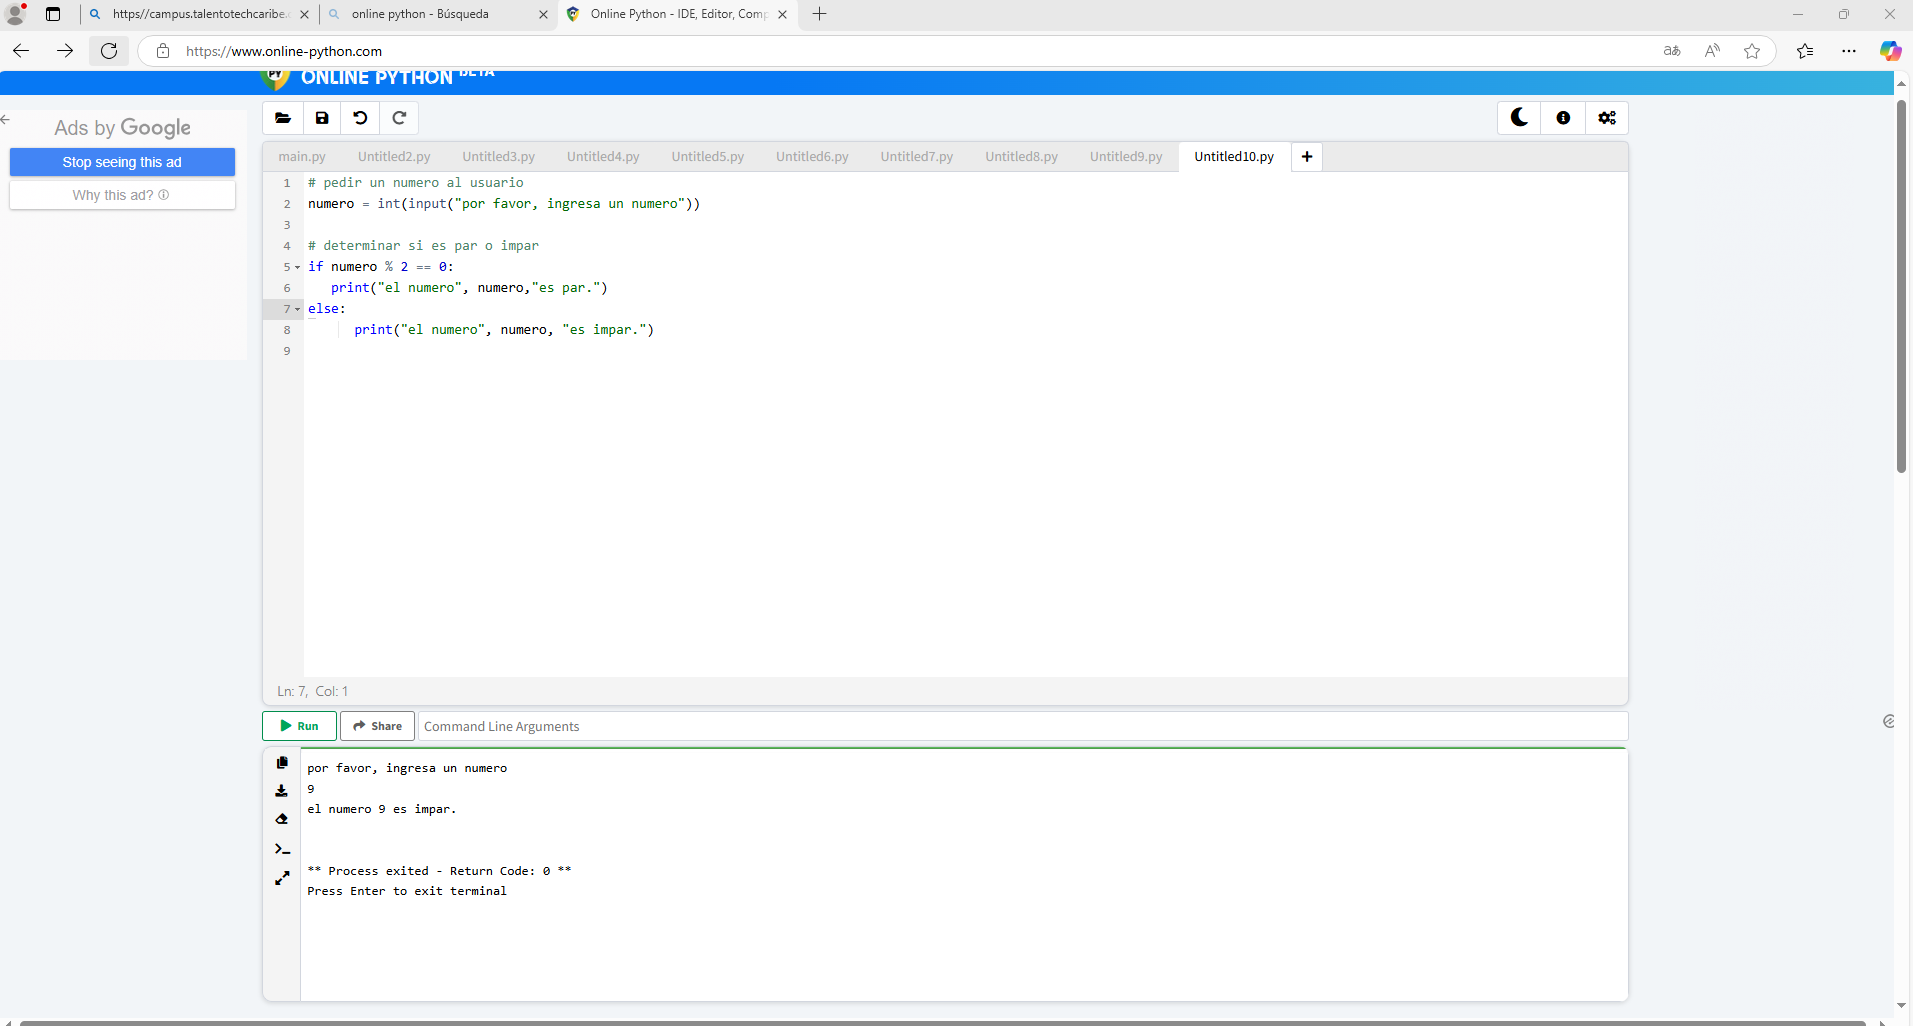 https//campus.talentotechcaribe.
online python - Búsqueda
Online Python - IDE, Editor, Comp
https://www.online-python.com
ONLINE PYTHON BETA
Ads by Google
Stop seeing this ad
Why this ad?
main.py Untitled2.py Untitled3.py Untitled4.py Untitled5.py Untitled6.py Untitled7.py Untitled8.py Untitled9.py Untitled10.py +
1 # pedir un numero al usuario
2 numero = int(input("por favor, ingresa un numero"))
3
4 # determinar si es par o impar
5 if numero % 2 == 0:
6 print("el numero", numero,"es par.")
7 else:
8 print("el numero", numero, "es impar.")
9
Ln: 7, Col: 1
Run Share Command Line Arguments
por favor, ingresa un numero
9
el numero 9 es impar.
** Process exited - Return Code: 0 **
Press Enter to exit terminal